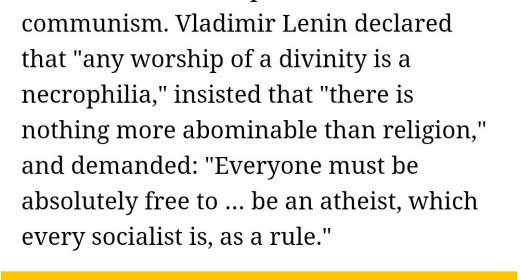 communism. Vladimir Lenin declared
that "any worship of a divinity is a
necrophilia," insisted that "there is
nothing more abominable than religion,"
and demanded: "Everyone must be
absolutely free to ... be an atheist, which
every socialist is, as a rule."